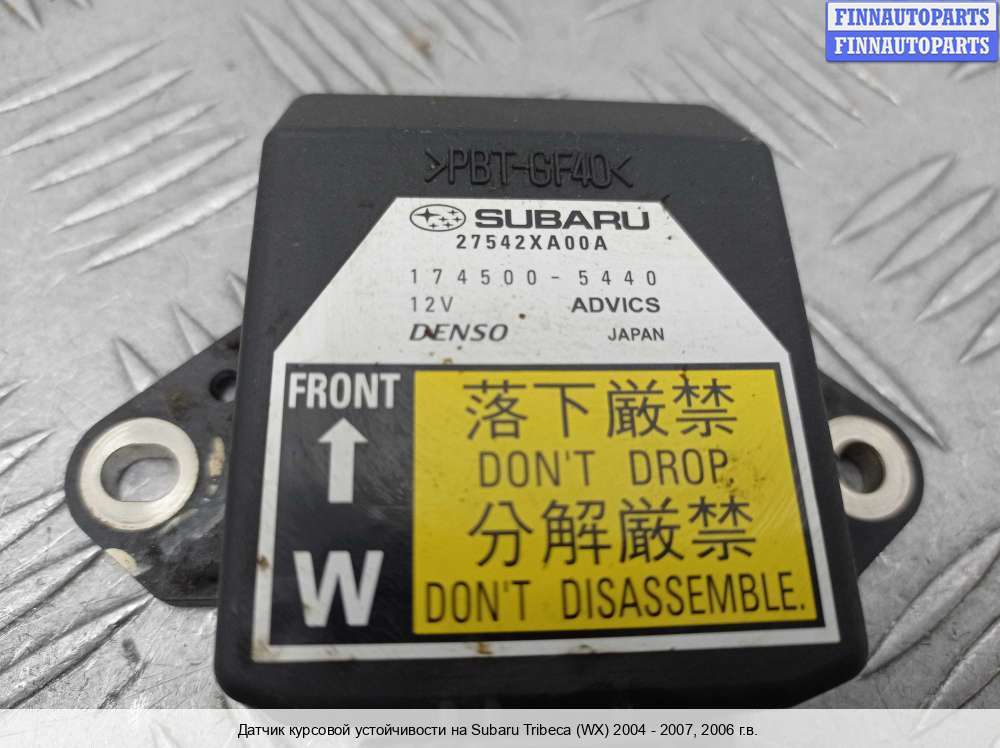 FINNAUTOPARTS
FINNAUTOPARTS
>PBT-GF40<
SUBARU
27542XA00A
174500-5440
12V ADVICS
DENSO JAPAN
FRONT
W
落下厳禁
DON'T DROP.
分解厳禁
DON'T DISASSEMBLE.
Датчик курсовой устойчивости на Subaru Tribeca (WX) 2004 - 2007, 2006 г.в.